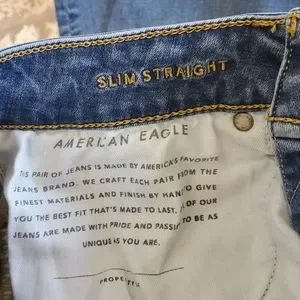 SLIM STRAIGHT
AMERICAN EAGLE
THIS PAIR OF JEANS IS MADE BY AMERICA'S FAVORITE
JEANS BRAND. WE CRAFT EACH PAIR FROM THE
FINEST MATERIALS AND FINISH BY HAND TO GIVE
YOU THE BEST FIT THAT'S MADE TO LAST. OF OUR
JEANS ARE MADE WITH PRIDE AND PASSI TO BE AS
UNIQUE AS YOU ARE.